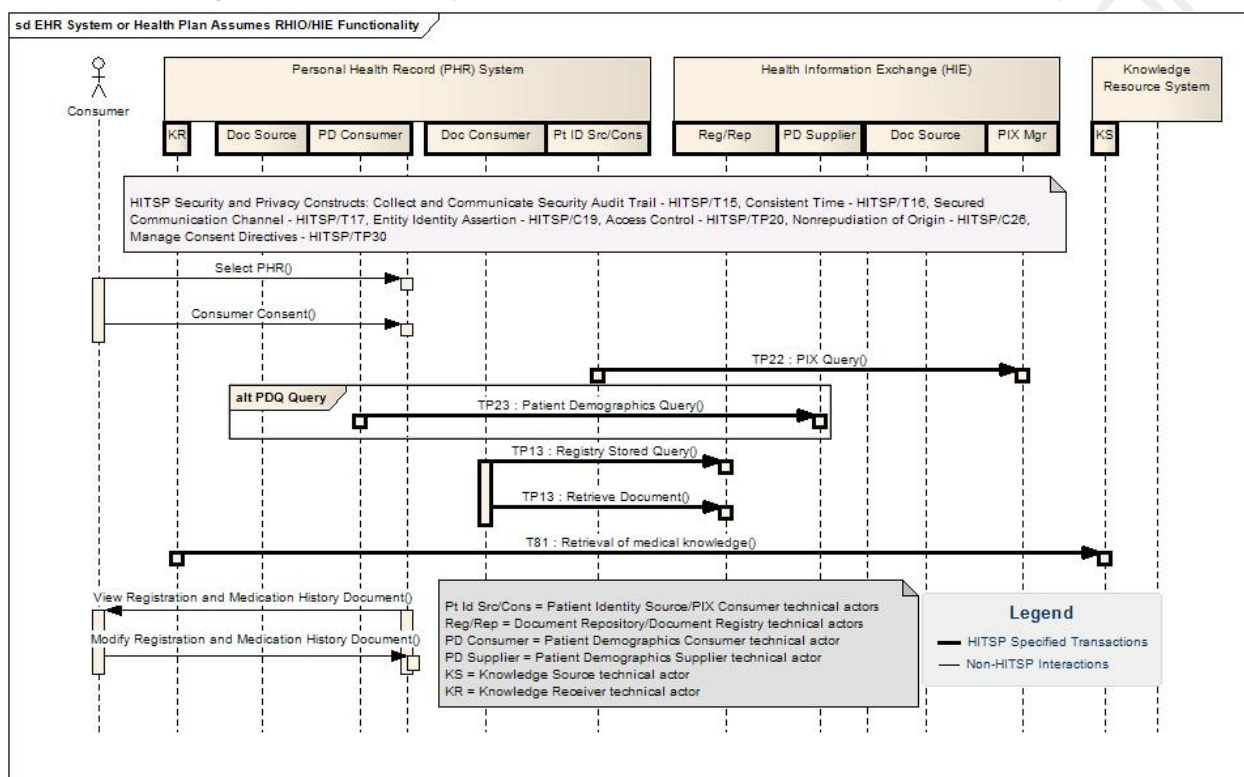 sd EHR System or Health Plan Assumes RHIO/HIE Functionality
Consumer
Personal Health Record (PHR) System
Health Information Exchange (HIE)
Knowledge
Resource System
KR
Doc Source
PD Consumer
Doc Consumer
Pt ID Src/Cons
Reg/Rep
PD Supplier
Doc Source
PIX Mgr
KS
HITSP Security and Privacy Constructs: Collect and Communicate Security Audit Trail - HITSP/T15, Consistent Time - HITSP/T16, Secured
Communication Channel - HITSP/T17, Entity Identity Assertion - HITSP/C19, Access Control - HITSP/TP20, Nonrepudiation of Origin - HITSP/C26,
Manage Consent Directives - HITSP/TP30
Select PHR()
Consumer Consent()
TP22 : PIX Query()
alt PDQ Query
TP23 : Patient Demographics Query()
TP13 : Registry Stored Query()
TP13 : Retrieve Document()
T81 : Retrieval of medical knowledge()
View Registration and Medication History Document()
Modify Registration and Medication History Document()
Pt Id Src/Cons = Patient Identity Source/PIX Consumer technical actors
Reg/Rep = Document Repository/Document Registry technical actors
PD Consumer = Patient Demographics Consumer technical actor
PD Supplier = Patient Demographics Supplier technical actor
KS = Knowledge Source technical actor
KR = Knowledge Receiver technical actor
Legend
HITSP Specified Transactions
Non-HITSP Interactions